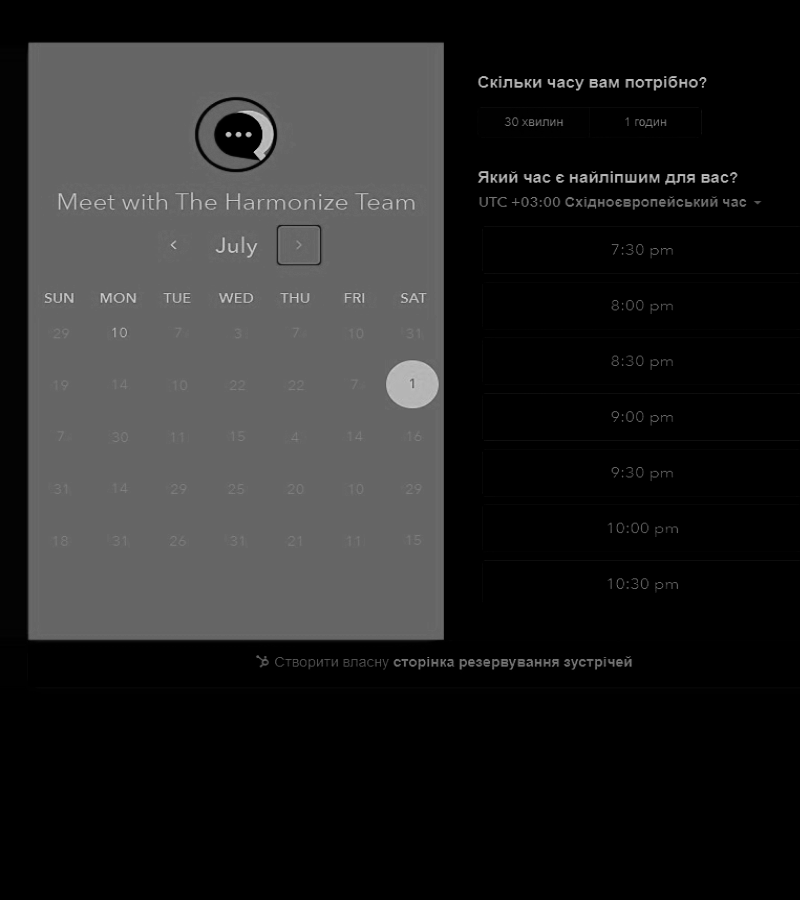 Meet with The Harmonize Team
July
SUN MON TUE WED THU FRI SAT
29 10 7 3 7 10 31
19 14 10 22 22 7 1
7 30 11 15 4 14 16
31 14 29 25 20 10 29
18 31 26 31 21 11 15
Скільки часу вам потрібно?
30 хвилин 1 годин
Який час є найліпшим для вас?
UTC +03:00 Східноєвропейський час
7:30 pm
8:00 pm
8:30 pm
9:00 pm
9:30 pm
10:00 pm
10:30 pm
Створити власну сторінка резервування зустрічей